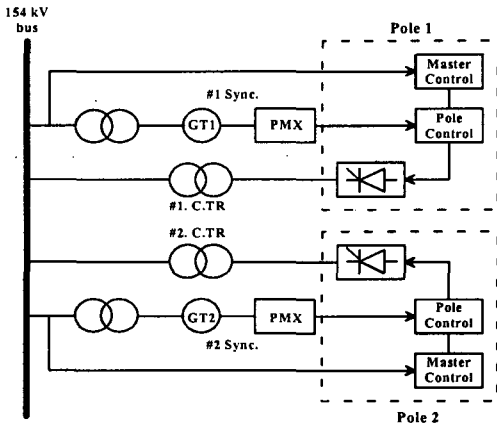 154 kV
bus
Pole 1
Master
Control
#1 Sync.
GT1
PMX
Pole
Control
#1. C.TR
#2. C.TR
GT2
PMX
Pole
Control
#2 Sync.
Master
Control
Pole 2